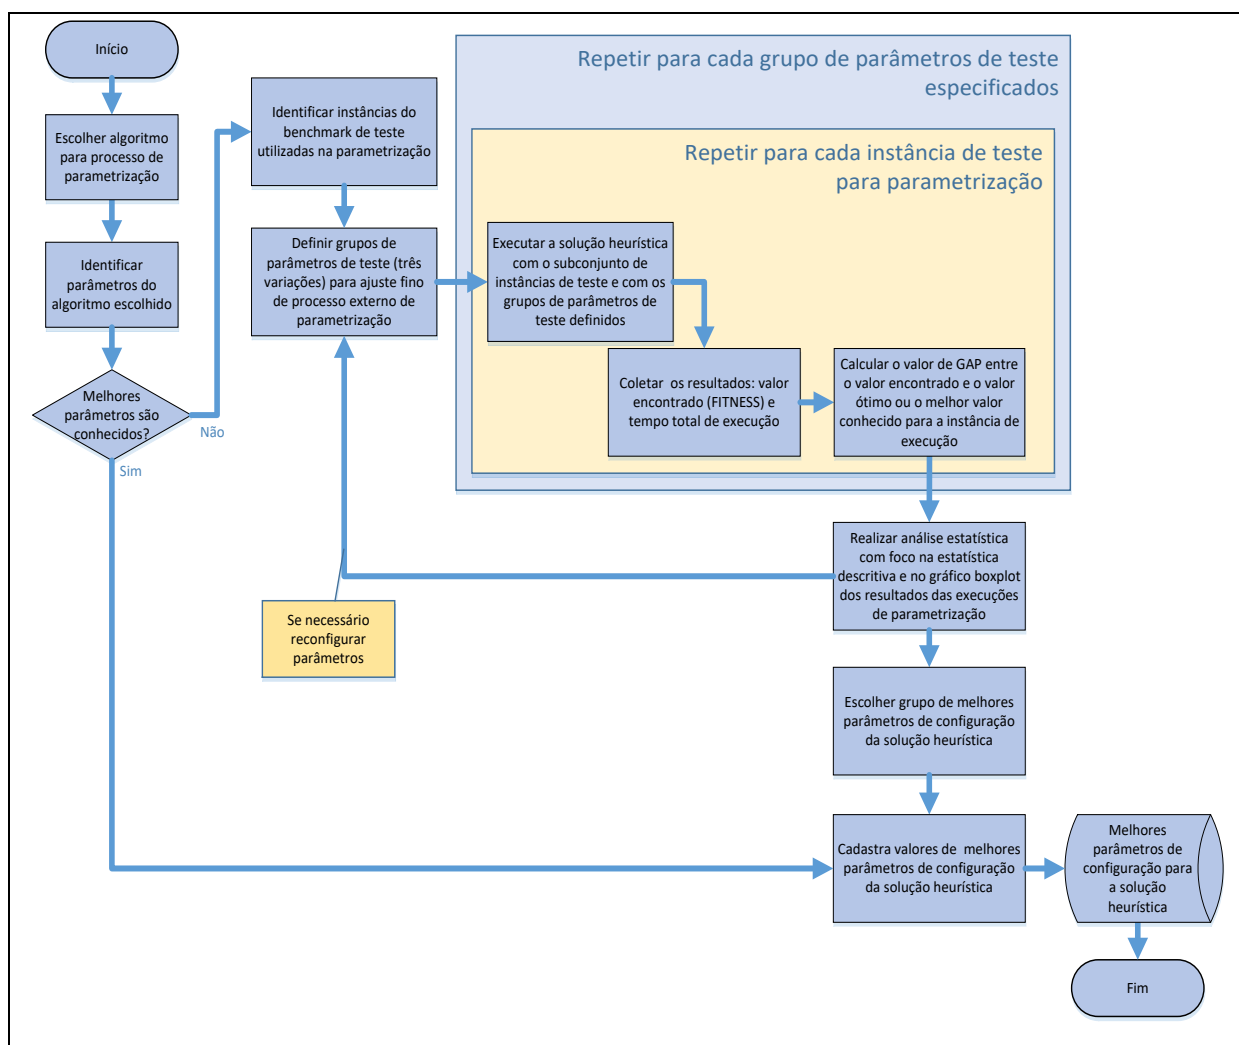 Início
Escolher algoritmo
para processo de
parametrização
Identificar
parâmetros do
algoritmo escolhido
Melhores
parâmetros são
conhecidos?
Não
Sim
Identificar instâncias do
benchmark de teste
utilizadas na parametrização
Definir grupos de
parâmetros de teste (três
variações) para ajuste fino
de processo externo de
parametrização
Repetir para cada grupo de parâmetros de teste
especificados
Repetir para cada instância de teste
para parametrização
Executar a solução heurística
com o subconjunto de
instâncias de teste e com os
grupos de parâmetros de
teste definidos
Coletar os resultados: valor
encontrado (FITNESS) e
tempo total de execução
Calcular o valor de GAP entre
o valor encontrado e o valor
ótimo ou o melhor valor
conhecido para a instância de
execução
Realizar análise estatística
com foco na estatística
descritiva e no gráfico boxplot
dos resultados das execuções
de parametrização
Se necessário
reconfigurar
parâmetros
Escolher grupo de melhores
parâmetros de configuração
da solução heurística
Cadastra valores de melhores
parâmetros de configuração
da solução heurística
Melhores
parâmetros de
configuração para
a solução
heurística
Fim